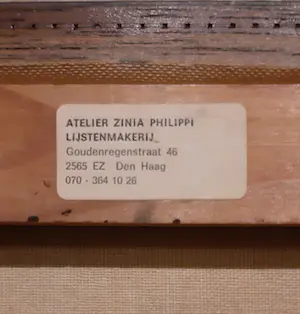 ATELIER ZINIA PHILIPPI
LIJSTENMAKERIJ
Goudenregenstraat 46
2565 EZ Den Haag
070 - 364 10 26